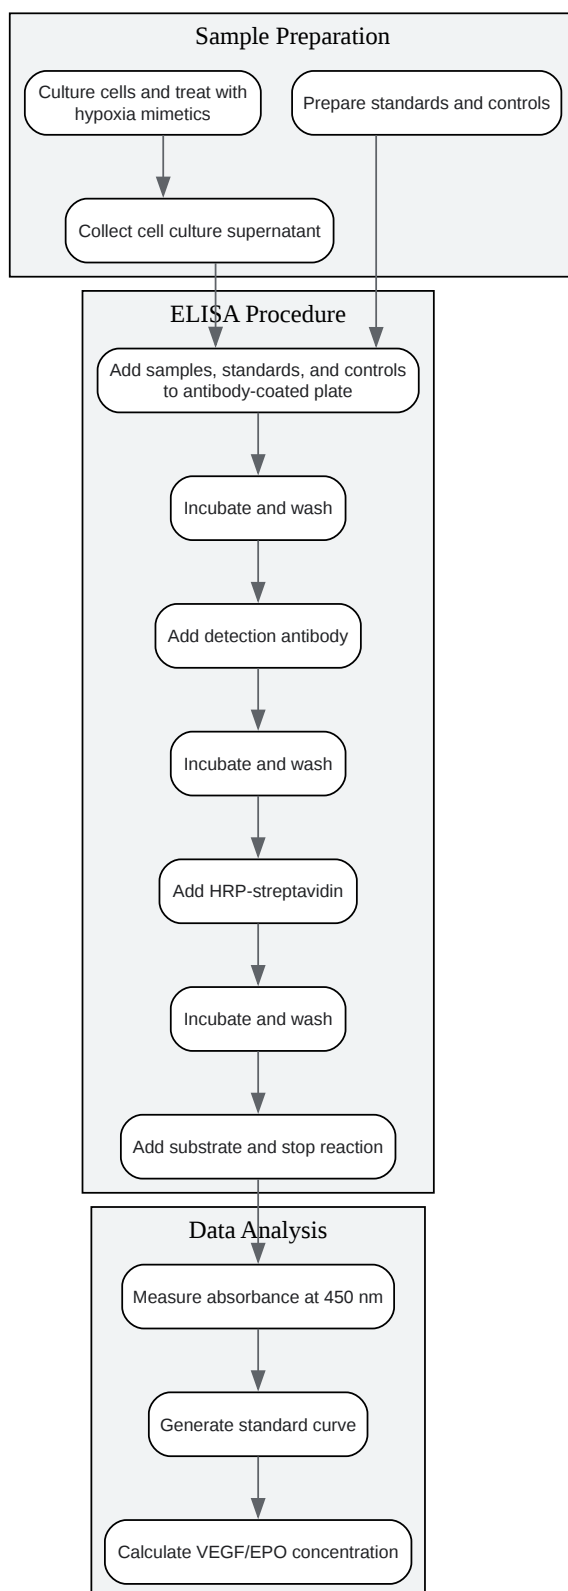 Sample Preparation
Culture cells and treat with
hypoxia mimetics
Prepare standards and controls
Collect cell culture supernatant
ELISA Procedure
Add samples, standards, and controls
to antibody-coated plate
Incubate and wash
Add detection antibody
Incubate and wash
Add HRP-streptavidin
Incubate and wash
Add substrate and stop reaction
Data Analysis
Measure absorbance at 450 nm
Generate standard curve
Calculate VEGF/EPO concentration